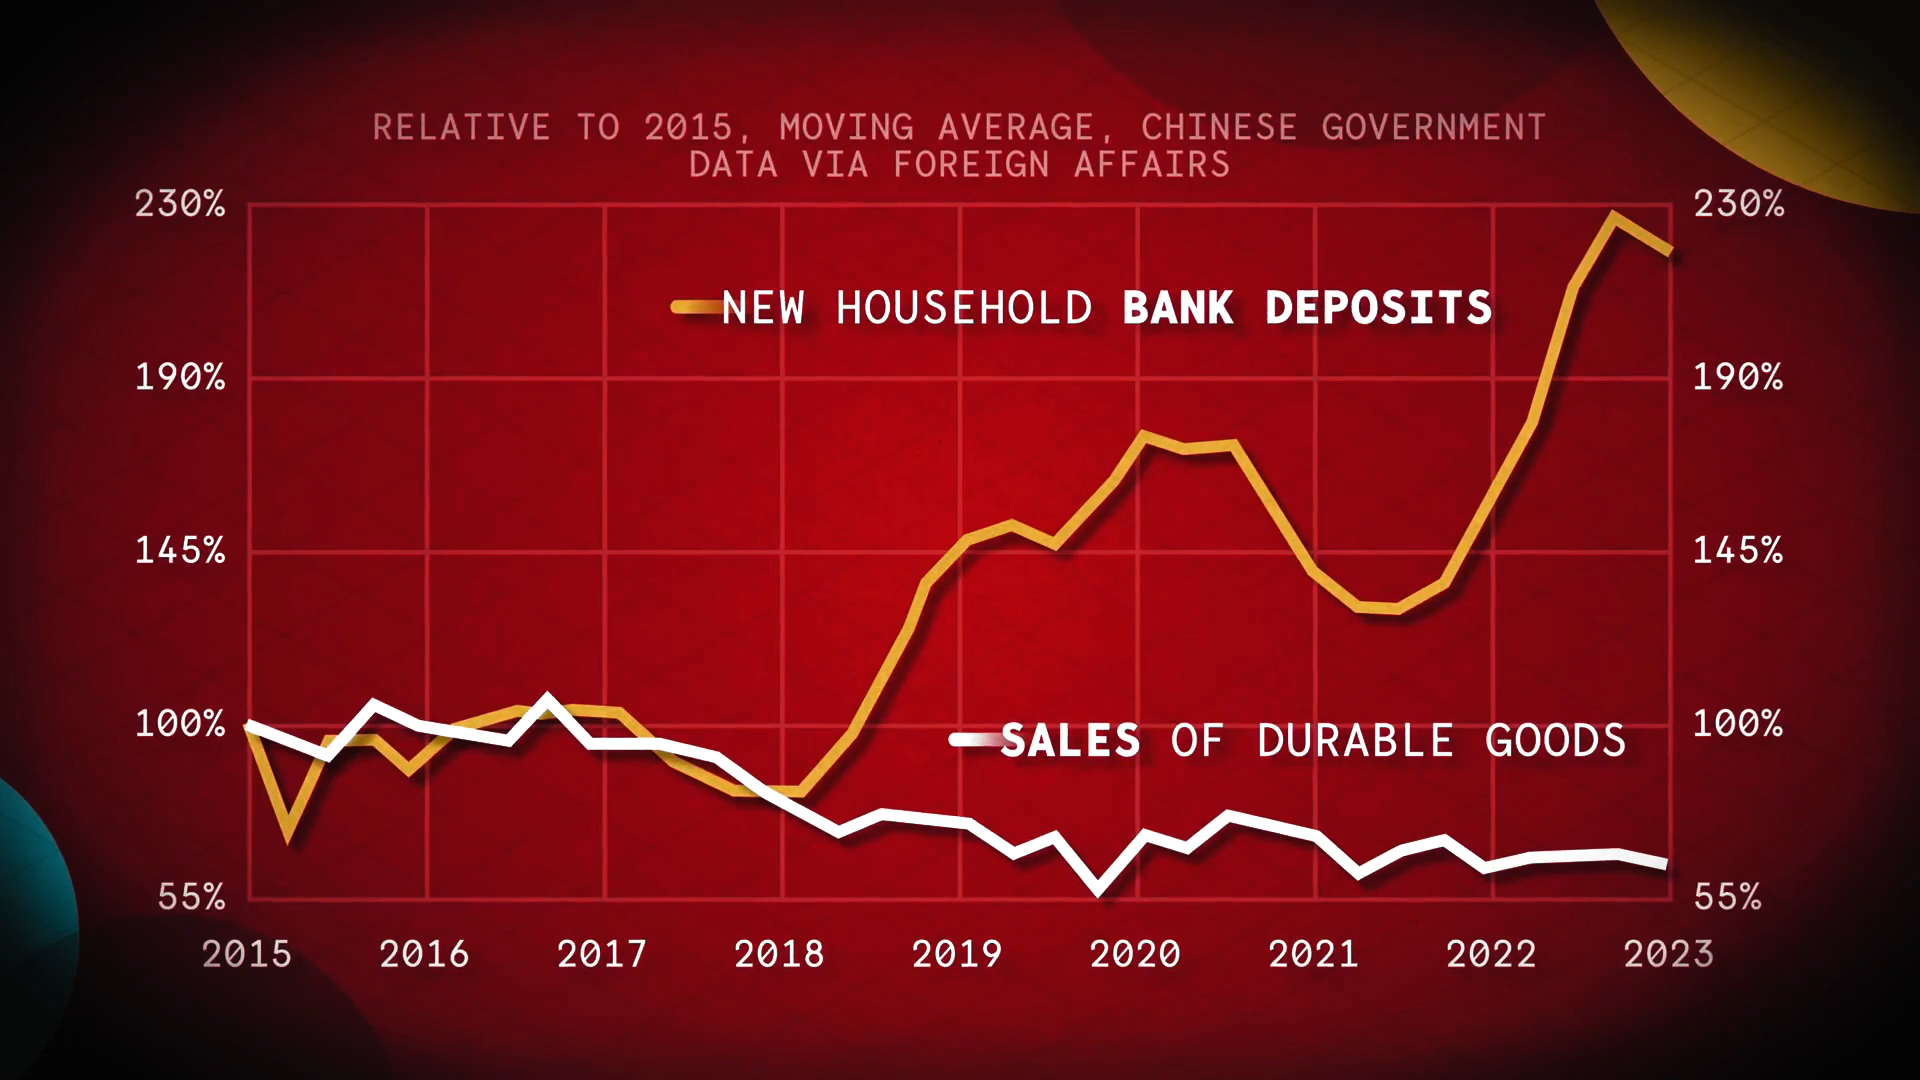 RELATIVE TO 2015, MOVING AVERAGE, CHINESE GOVERNMENT
DATA VIA FOREIGN AFFAIRS
230% 230%
NEW HOUSEHOLD BANK DEPOSITS
190% 190%
145% 145%
100% 100%
SALES OF DURABLE GOODS
55% 55%
2015 2016 2017 2018 2019 2020 2021 2022 2023